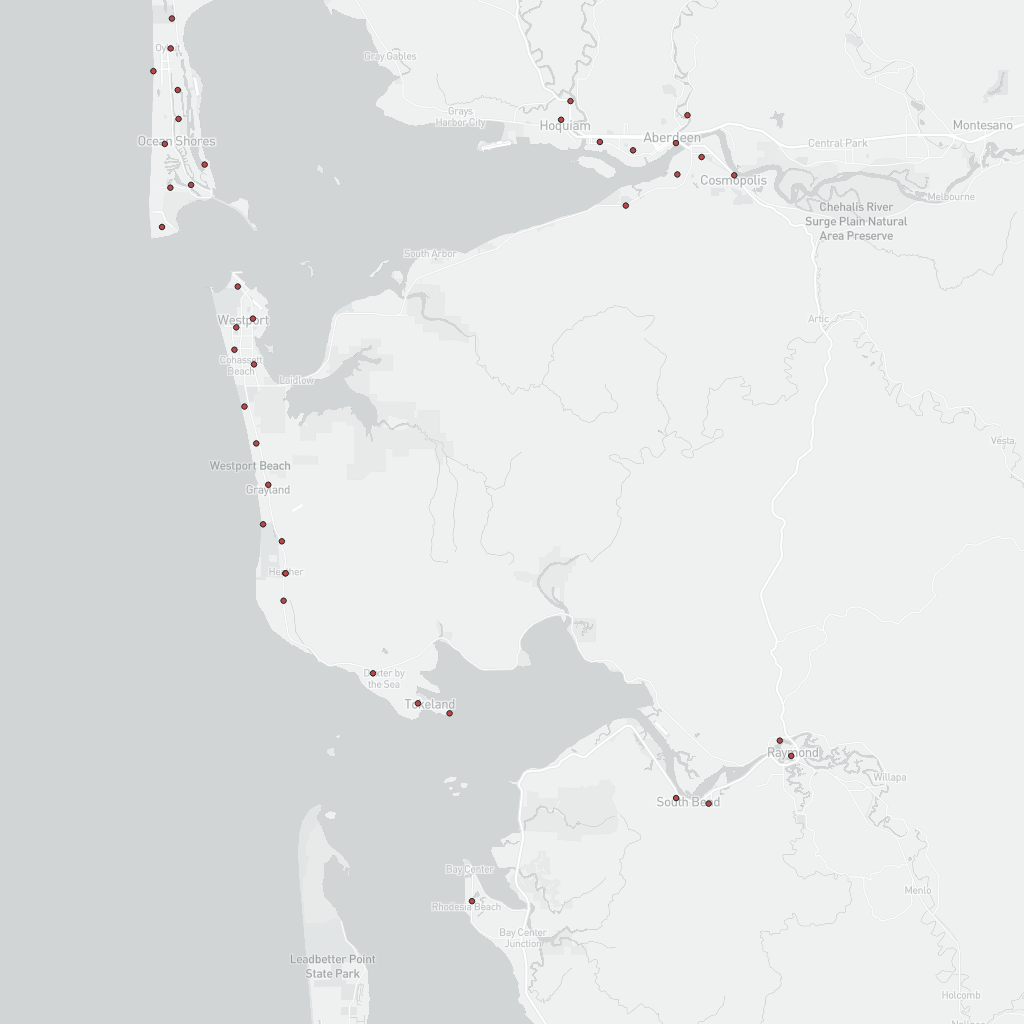 Oyhut
Gray Gables
Grays
Harbor City
Hoquiam
Aberdeen
Montesano
Ocean Shores
Central Park
Cosmopolis
Melbourne
Chehalis River
Surge Plain Natural
Area Preserve
South Arbor
Westport
Artic
Cohassett
Beach
Laidlow
Vesta
Westport Beach
Grayland
Heather
Dexter by
the Sea
Tokeland
Raymond
Willapa
South Bend
Bay Center
Menlo
Rhodesia Beach
Bay Center
Junction
Leadbetter Point
State Park
Holcomb